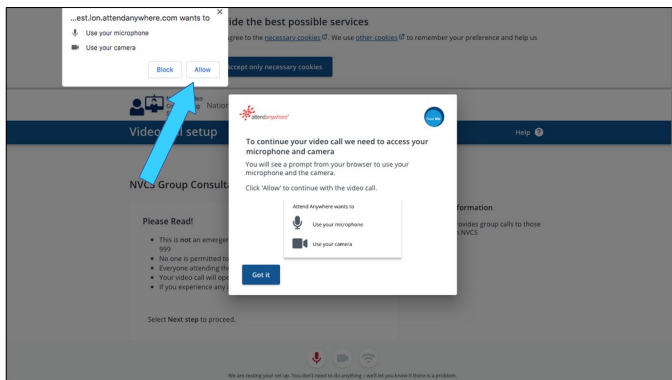 ...est.lon.attendanywhere.com wants to
Use your microphone
Use your camera
Block
Allow
ide the best possible services
gree to the necessary cookies. We use other cookies to remember your preference and help us
Accept only necessary cookies
Nation
Video ll setup
Help
attendanywhere
To continue your video call we need to access your
microphone and camera
You will see a prompt from your browser to use your
microphone and the camera.
Click 'Allow' to continue with the video call.
Attend Anywhere wants to
Use your microphone
Use your camera
Got it
NVCS Group Consulta
Please Read!
This is not an emerger
999
No one is permitted to
Everyone attending the
Your video call will ope
If you experience any
Select Next step to proceed.
formation
rovides group calls to those
NVCS
We are testing your set up. You don't need to do anything - we'll let you know if there is a problem.